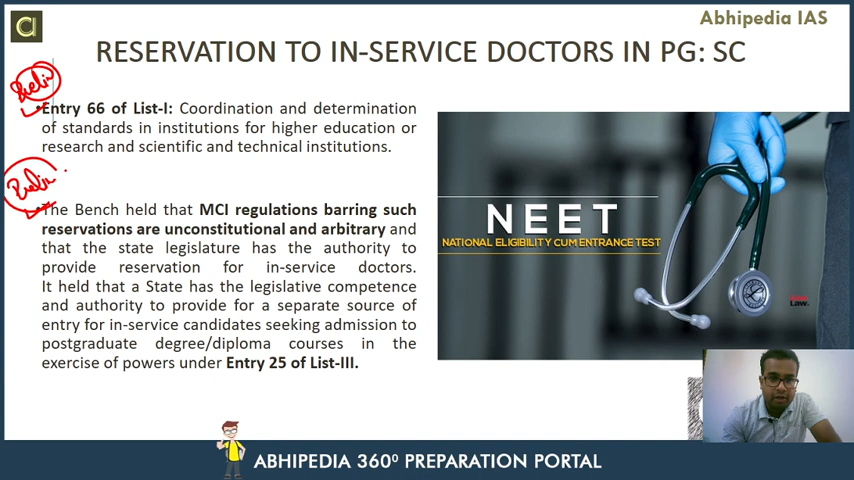 Abhipedia IAS
RESERVATION TO IN-SERVICE DOCTORS IN PG: SC
Prelim
•Entry 66 of List-I: Coordination and determination
of standards in institutions for higher education or
research and scientific and technical institutions.
Prelim
•The Bench held that MCI regulations barring such
reservations are unconstitutional and arbitrary and
that the state legislature has the authority to
provide reservation for in-service doctors.
It held that a State has the legislative competence
and authority to provide for a separate source of
entry for in-service candidates seeking admission to
postgraduate degree/diploma courses in the
exercise of powers under Entry 25 of List-III.
NEET
NATIONAL ELIGIBILITY CUM ENTRANCE TEST
Law.
ABHIPEDIA 360⁰ PREPARATION PORTAL